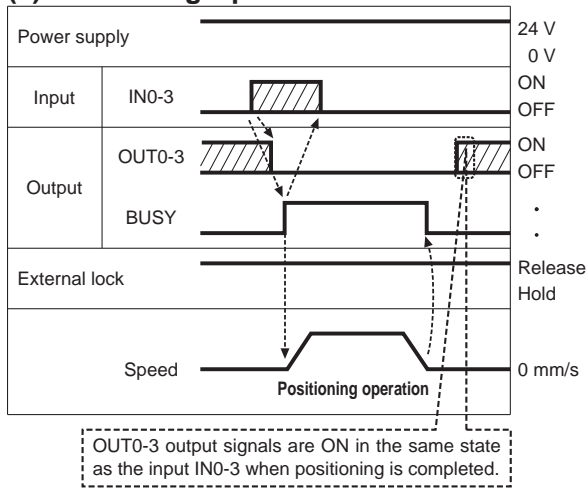 Power supply
24 V
0 V
Input
IN0-3
ON
OFF
Output
OUT0-3
ON
OFF
BUSY
External lock
Release
Hold
Speed
0 mm/s
Positioning operation
OUT0-3 output signals are ON in the same state
as the input IN0-3 when positioning is completed.